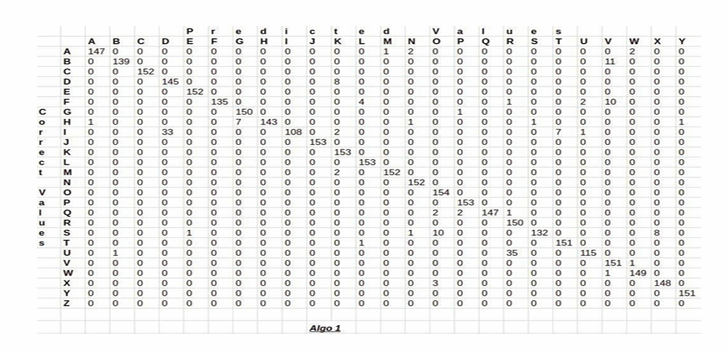 P r e d i c t e d V a l u e s
A B C D E F G H I J K L M N O P Q R S T U V W X Y
A 147 0 0 0 0 0 0 0 0 0 0 0 1 2 0 0 0 0 0 0 0 0 2 0 0
B 0 139 0 0 0 0 0 0 0 0 0 0 0 0 0 0 0 0 0 0 0 11 0 0 0
C 0 0 152 0 0 0 0 0 0 0 0 0 0 0 0 0 0 0 0 0 0 0 0 0 0
D 0 0 0 145 0 0 0 0 0 0 8 0 0 0 0 0 0 0 0 0 0 0 0 0 0
E 0 0 0 0 152 0 0 0 0 0 0 0 0 0 0 0 0 0 0 0 0 0 0 0 0
F 0 0 0 0 0 135 0 0 0 0 0 4 0 0 0 0 0 1 0 0 2 10 0 0 0
C G 0 0 0 0 0 0 150 0 0 0 0 0 0 0 0 1 0 0 0 0 0 0 0 0 0
o H 1 0 0 0 0 0 7 143 0 0 0 0 0 1 0 0 0 0 1 0 0 0 0 0 1
r I 0 0 0 33 0 0 0 0 108 0 2 0 0 0 0 0 0 0 0 7 1 0 0 0 0
r J 0 0 0 0 0 0 0 0 0 153 0 0 0 0 0 0 0 0 0 0 0 0 0 0 0
e K 0 0 0 0 0 0 0 0 0 0 153 0 0 0 0 0 0 0 0 0 0 0 0 0 0
c L 0 0 0 0 0 0 0 0 0 0 0 153 0 0 0 0 0 0 0 0 0 0 0 0 0
t M 0 0 0 0 0 0 0 0 0 0 2 0 152 0 0 0 0 0 0 0 0 0 0 0 0
N 0 0 0 0 0 0 0 0 0 0 0 0 0 152 0 0 0 0 0 0 0 0 0 0 0
V O 0 0 0 0 0 0 0 0 0 0 0 0 0 0 154 0 0 0 0 0 0 0 0 0 0
a P 0 0 0 0 0 0 0 0 0 0 0 0 0 0 0 153 0 0 0 0 0 0 0 0 0
l Q 0 0 0 0 0 0 0 0 0 0 0 0 0 0 2 2 147 1 0 0 0 0 0 0 0
u R 0 0 0 0 0 0 0 0 0 0 0 0 0 0 0 0 0 150 0 0 0 0 0 0 0
e S 0 0 0 0 1 0 0 0 0 0 0 0 0 1 10 0 0 0 132 0 0 0 0 8 0
s T 0 0 0 0 0 0 0 0 0 0 0 1 0 0 0 0 0 0 0 151 0 0 0 0 0
U 0 1 0 0 0 0 0 0 0 0 0 0 0 0 0 0 0 35 0 0 115 0 0 0 0
V 0 0 0 0 0 0 0 0 0 0 0 0 0 0 0 0 0 0 0 0 0 151 1 0 0
W 0 0 0 0 0 0 0 0 0 0 0 0 0 0 0 0 0 0 0 0 0 1 149 0 0
X 0 0 0 0 0 0 0 0 0 0 0 0 0 0 3 0 0 0 0 0 0 0 0 148 0
Y 0 0 0 0 0 0 0 0 0 0 0 0 0 0 0 0 0 0 0 0 0 0 0 0 151
Z 0 0 0 0 0 0 0 0 0 0 0 0 0 0 0 0 0 0 0 0 0 0 0 0 0
Algo 1